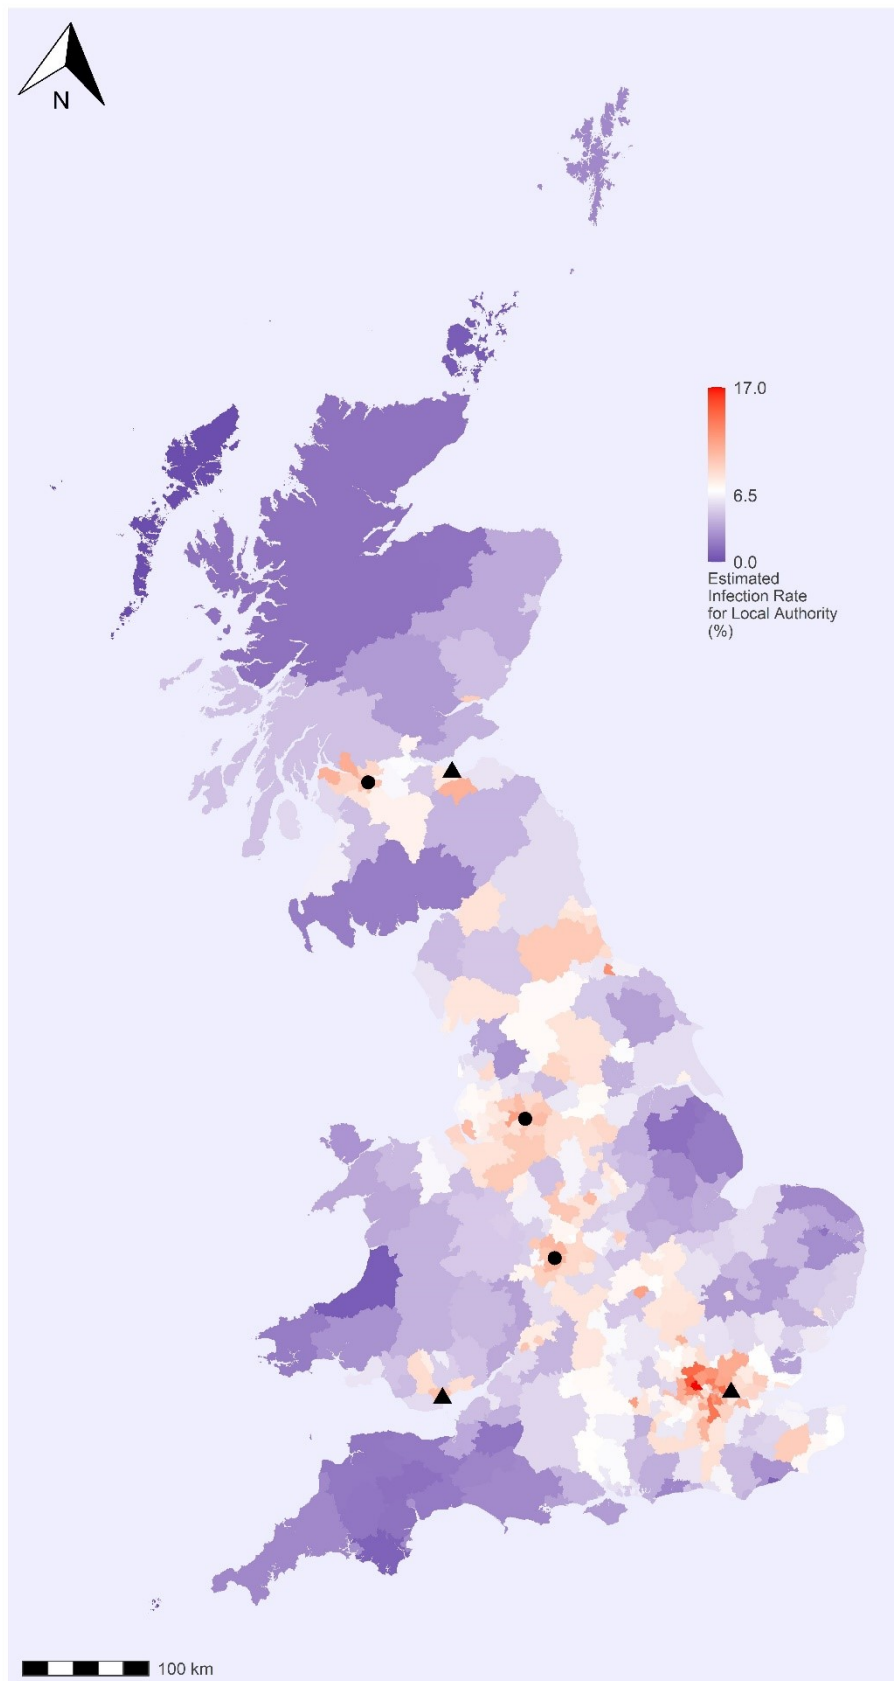 N
17.0
6.5
0.0
Estimated
Infection Rate
for Local Authority
(%)
100 km